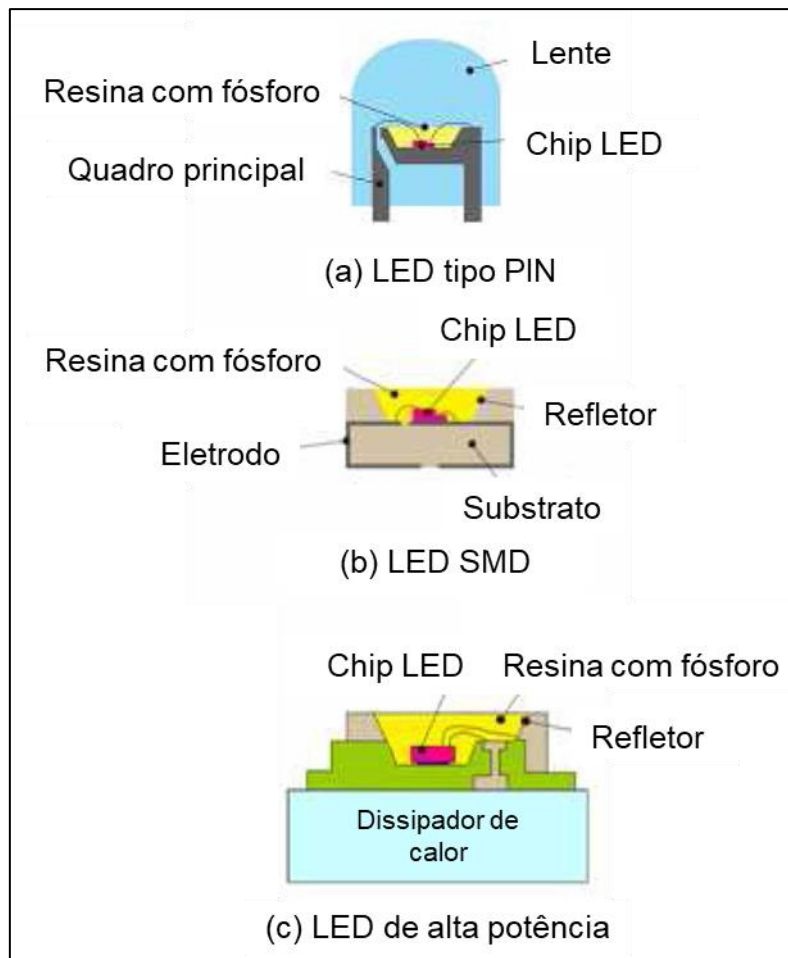 Lente
Resina com fósforo
Chip LED
Quadro principal
(a) LED tipo PIN
Chip LED
Resina com fósforo
Refletor
Eletrodo
Substrato
(b) LED SMD
Chip LED Resina com fósforo
Refletor
Dissipador de
calor
(c) LED de alta potência